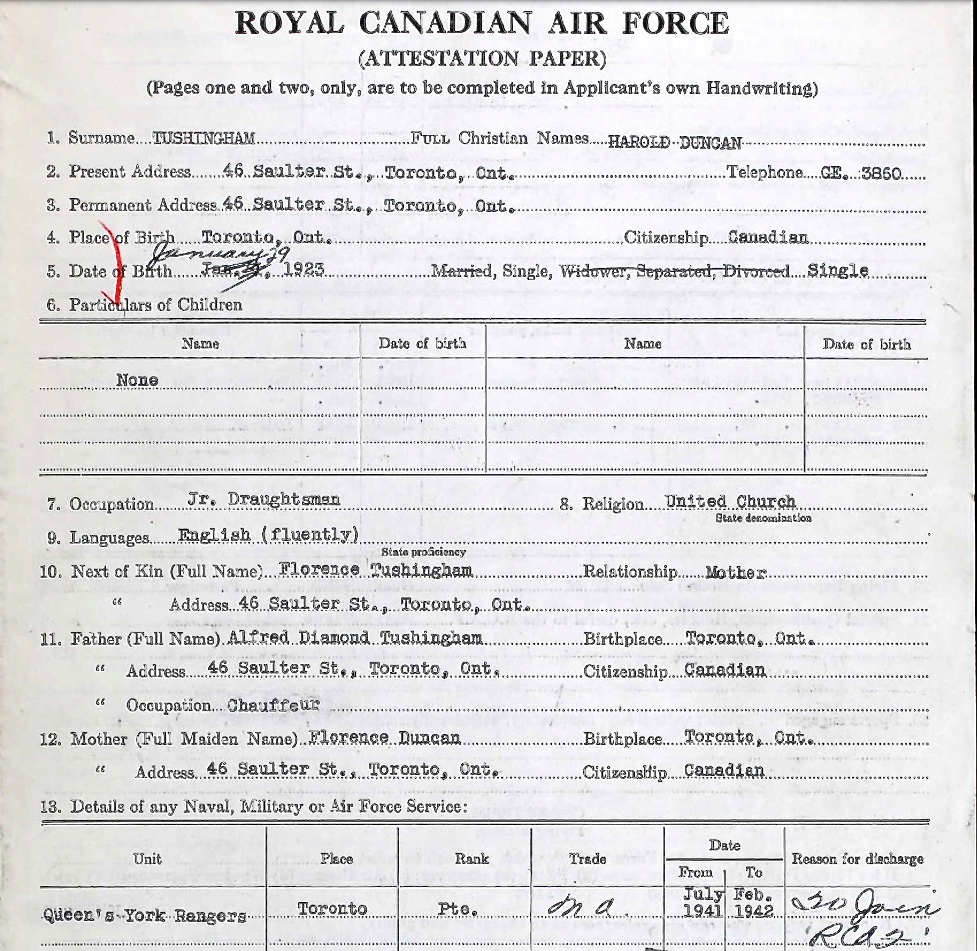 ROYAL CANADIAN AIR FORCE
(ATTESTATION PAPER)
(Pages one and two, only, are to be completed in Applicant's own Handwriting)
1. Surname TUSHINGHAM FULL Christian Names HAROLD DUNCAN
2. Present Address 46 Saulter St., Toronto, Ont. Telephone GE. 3860
3. Permanent Address 46 Saulter St., Toronto, Ont.
4. Place of Birth Toronto, Ont. Citizenship Canadian
January 29
5. Date of Birth Jan. 1923 Married, Single, Widower, Separated, Divorced Single
6. Particulars of Children
Name Date of birth Name Date of birth
None
7. Occupation Jr. Draughtsman 8. Religion United Church
State denomination
9. Languages English (fluently)
State proficiency
10. Next of Kin (Full Name) Florence Tushingham Relationship Mother
" Address 46 Saulter St., Toronto, Ont.
11. Father (Full Name) Alfred Diamond Tushingham Birthplace Toronto, Ont.
" Address 46 Saulter St., Toronto, Ont. Citizenship Canadian
" Occupation Chauffeur
12. Mother (Full Maiden Name) Florence Duncan Birthplace Toronto, Ont.
" Address 46 Saulter St., Toronto, Ont. Citizenship Canadian
13. Details of any Naval, Military or Air Force Service:
Unit Place Rank Trade Date Reason for discharge
From To
Queen's York Rangers Toronto Pte. July 1941 Feb. 1942 To Join